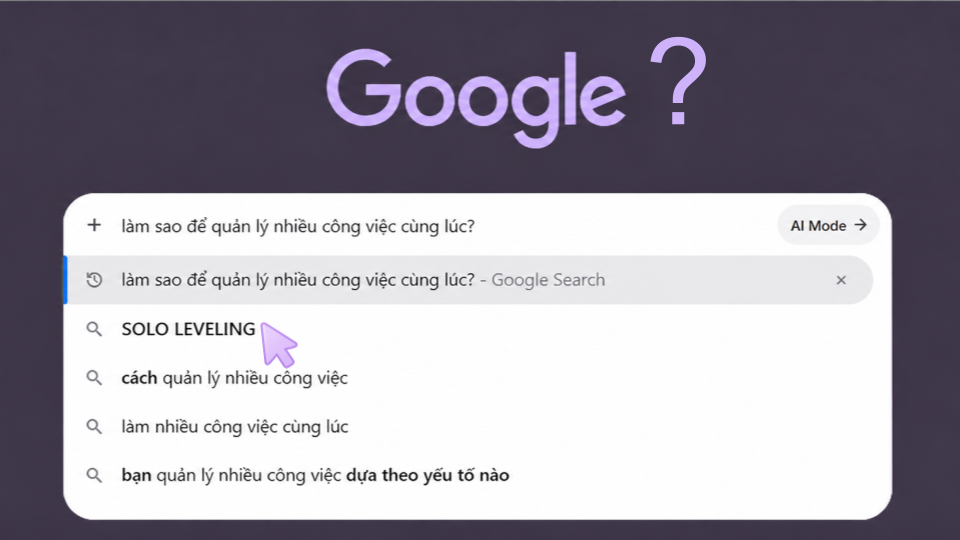 Google ?
làm sao để quản lý nhiều công việc cùng lúc?
AI Mode →
làm sao để quản lý nhiều công việc cùng lúc? - Google Search
SOLO LEVELING
cách quản lý nhiều công việc
làm nhiều công việc cùng lúc
bạn quản lý nhiều công việc dựa theo yếu tố nào